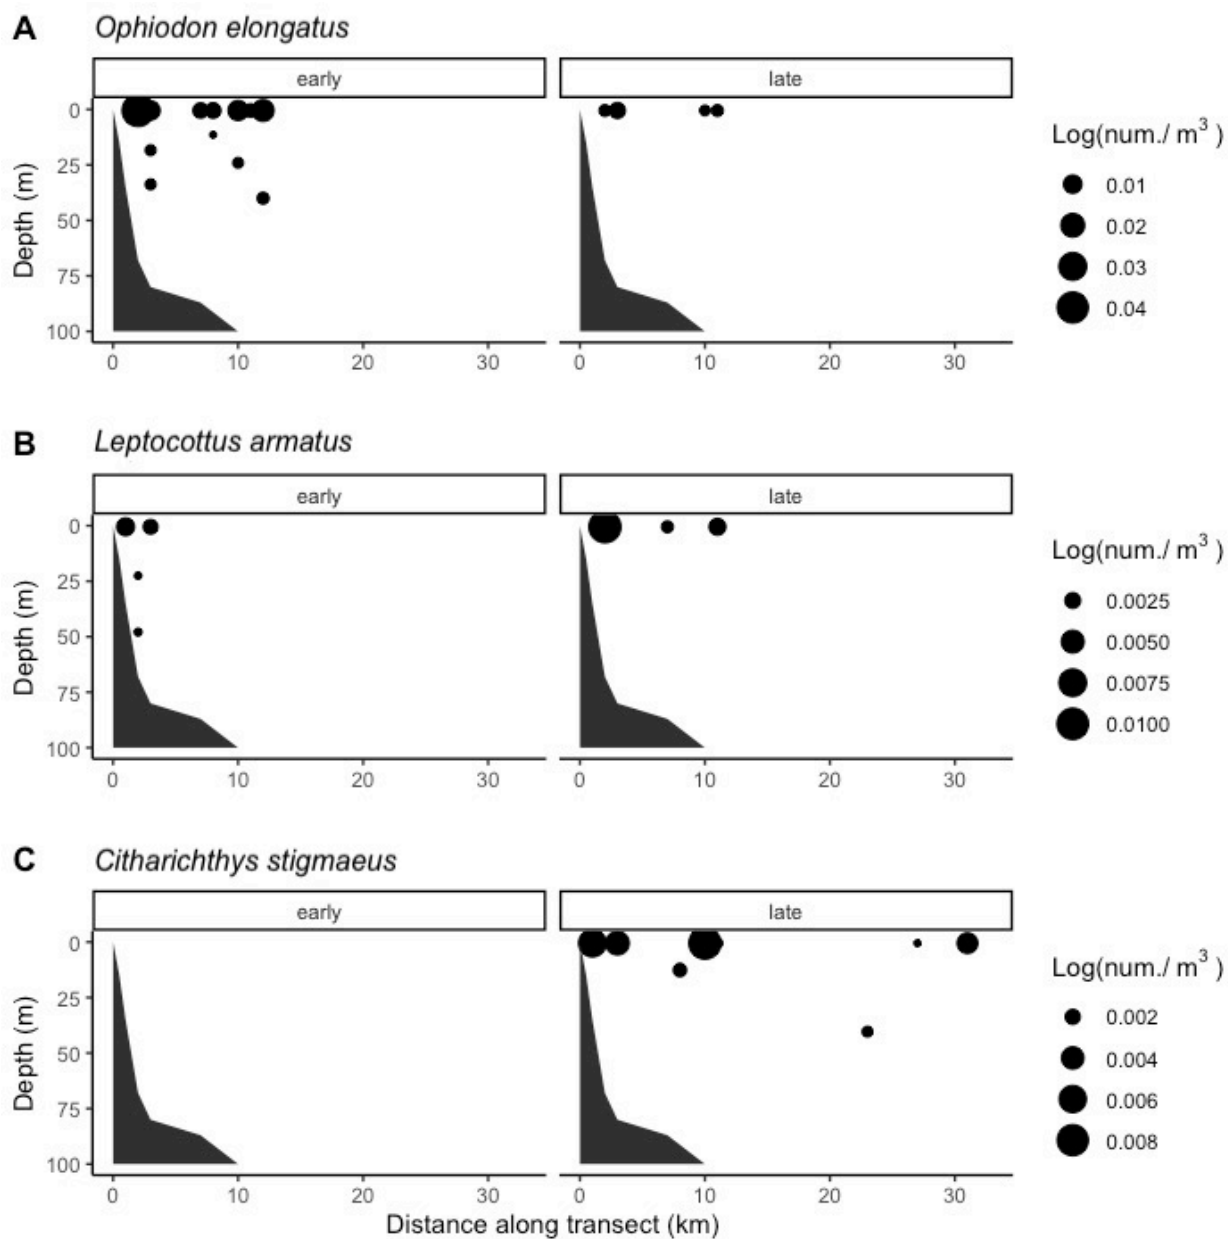 A Ophiodon elongatus
early late
0
25
50
75
100
Depth (m)
0 10 20 30 0 10 20 30
Log(num./ m³ )
0.01
0.02
0.03
0.04
B Leptocottus armatus
early late
0
25
50
75
100
Depth (m)
0 10 20 30 0 10 20 30
Log(num./ m³ )
0.0025
0.0050
0.0075
0.0100
C Citharichthys stigmaeus
early late
0
25
50
75
100
Depth (m)
0 10 20 30 0 10 20 30
Log(num./ m³ )
0.002
0.004
0.006
0.008
Distance along transect (km)